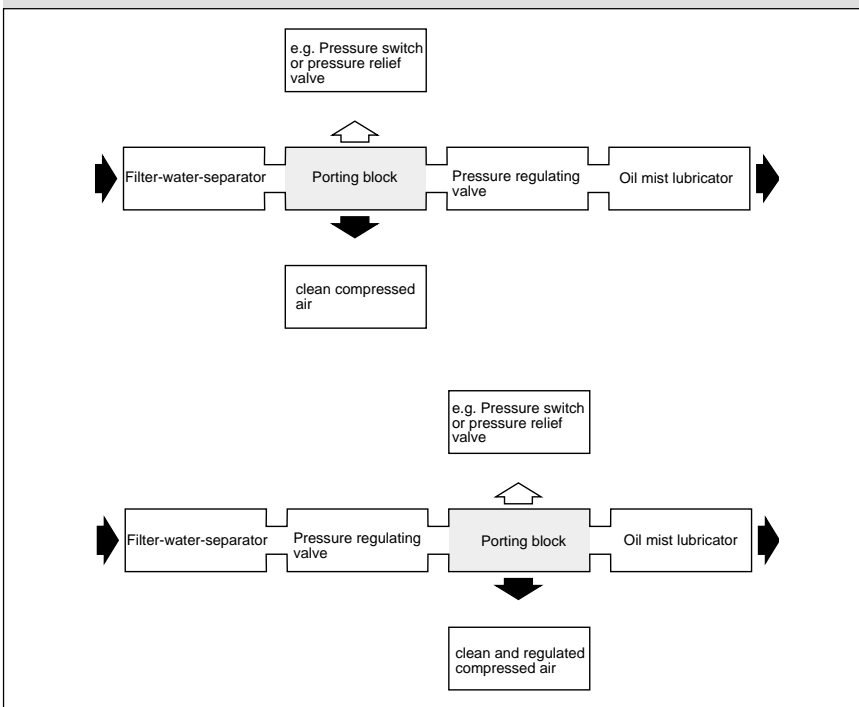 e.g. Pressure switch
or pressure relief
valve
Filter-water-separator
Porting block
Pressure regulating
valve
Oil mist lubricator
clean compressed
air
e.g. Pressure switch
or pressure relief
valve
Filter-water-separator
Pressure regulating
valve
Porting block
Oil mist lubricator
clean and regulated
compressed air